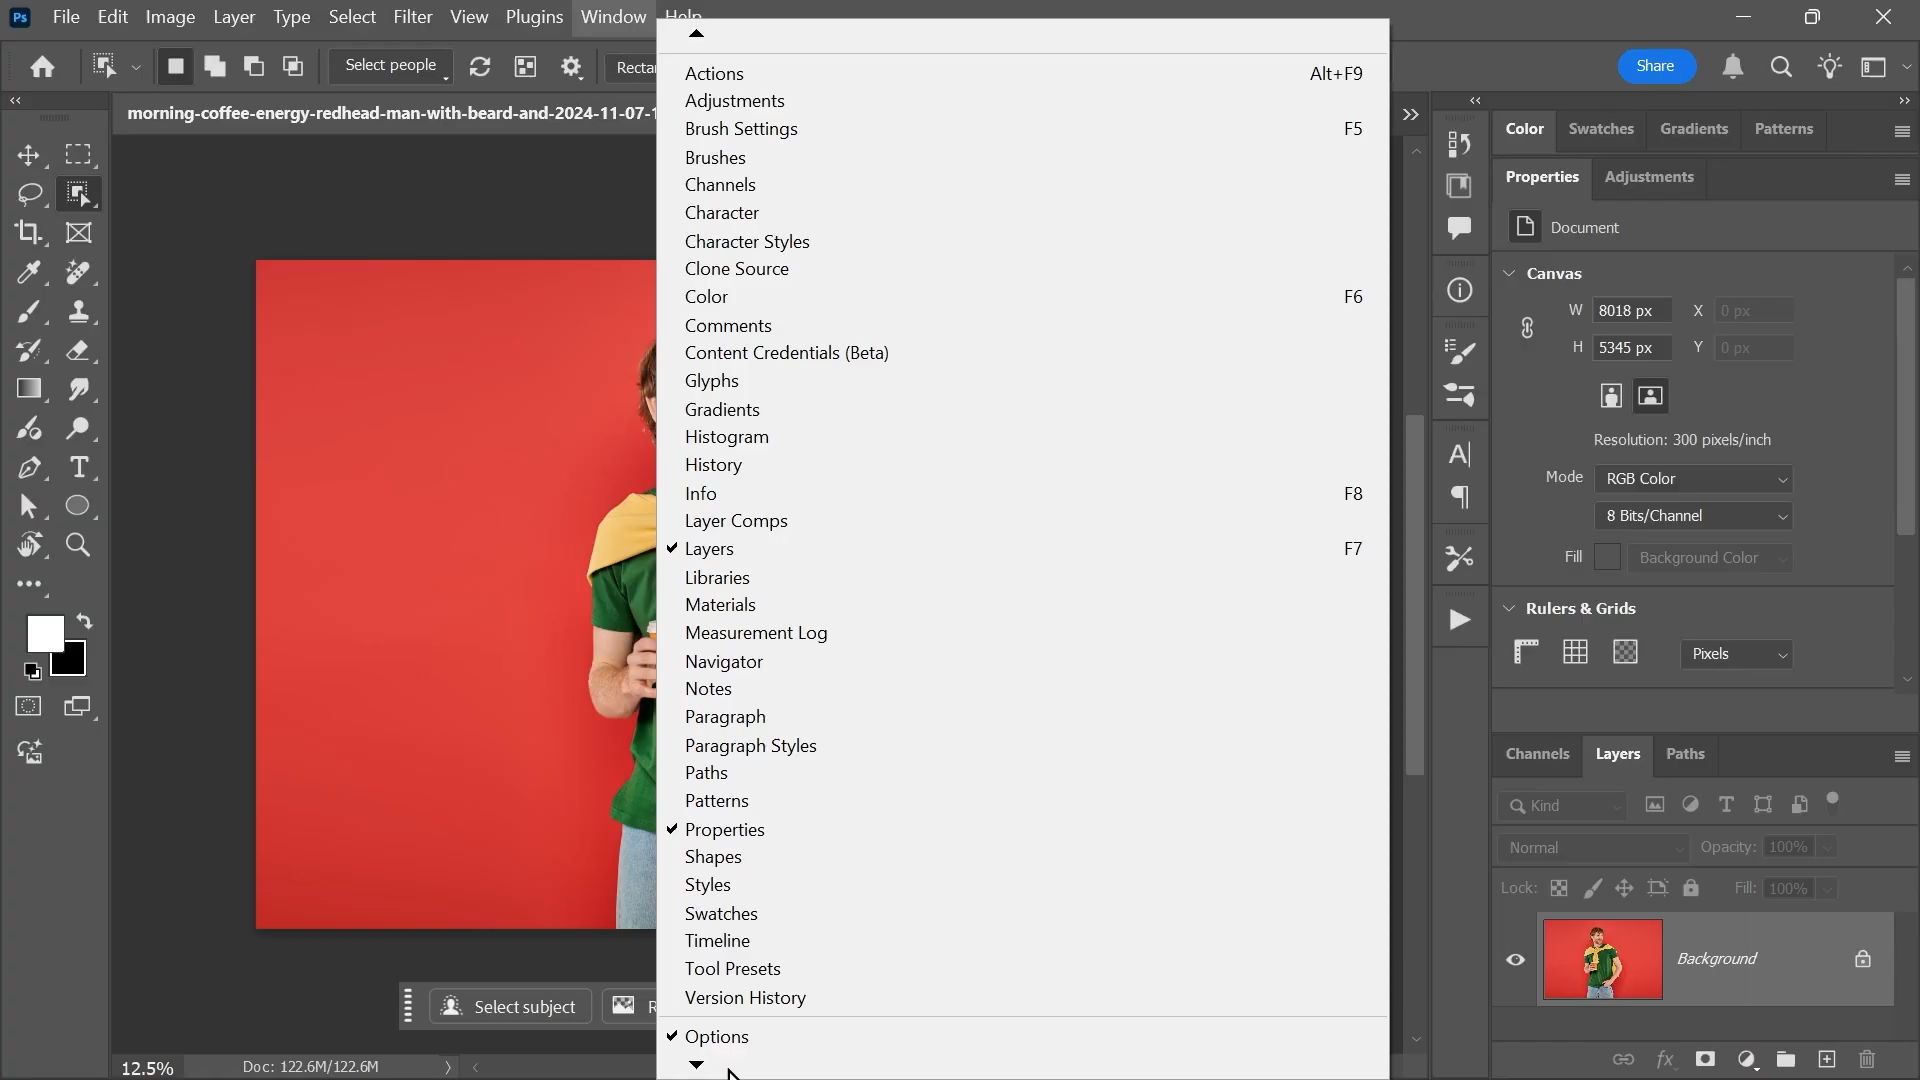 Ps File Edit Image Layer Type Select Filter View Plugins Window Help
Select people Rectan Share
morning-coffee-energy-redhead-man-with-beard-and-2024-11-07-1
Actions Alt+F9
Adjustments
Brush Settings F5
Brushes
Channels
Character
Character Styles
Clone Source
Color F6
Comments
Content Credentials (Beta)
Glyphs
Gradients
Histogram
History
Info F8
Layer Comps
Layers F7
Libraries
Materials
Measurement Log
Navigator
Notes
Paragraph
Paragraph Styles
Paths
Patterns
Properties
Shapes
Styles
Swatches
Timeline
Tool Presets
Version History
Options
Color Swatches Gradients Patterns
Properties Adjustments
Document
Canvas
W 8018 px X 0 px
H 5345 px Y 0 px
Resolution: 300 pixels/inch
Mode RGB Color
8 Bits/Channel
Fill Background Color
Rulers & Grids
Pixels
Channels Layers Paths
Kind
Normal Opacity: 100%
Lock: Fill: 100%
Background
Select subject R
12.5% Doc: 122.6M/122.6M